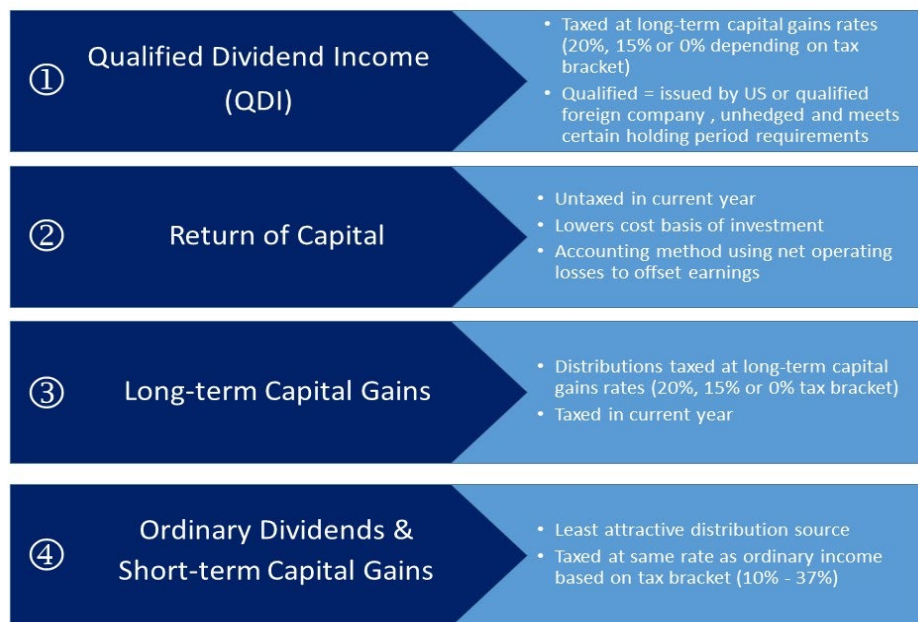 ①
Qualified Dividend Income
(QDI)
• Taxed at long-term capital gains rates
(20%, 15% or 0% depending on tax
bracket)
• Qualified = issued by US or qualified
foreign company , unhedged and meets
certain holding period requirements
②
Return of Capital
• Untaxed in current year
• Lowers cost basis of investment
• Accounting method using net operating
losses to offset earnings
③
Long-term Capital Gains
• Distributions taxed at long-term capital
gains rates (20%, 15% or 0% tax bracket)
• Taxed in current year
④
Ordinary Dividends &
Short-term Capital Gains
• Least attractive distribution source
• Taxed at same rate as ordinary income
based on tax bracket (10% - 37%)